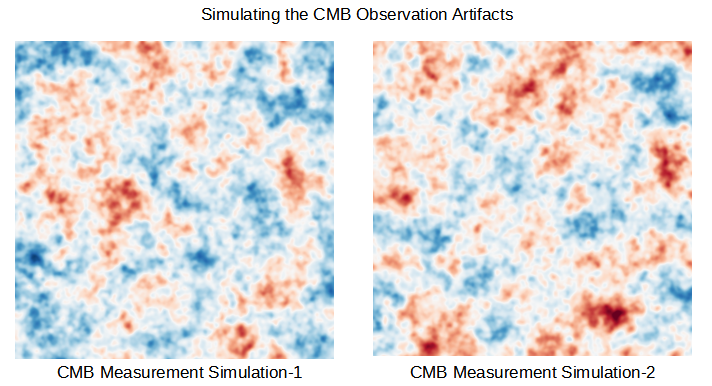 Simulating the CMB Observation Artifacts
CMB Measurement Simulation-1
CMB Measurement Simulation-2